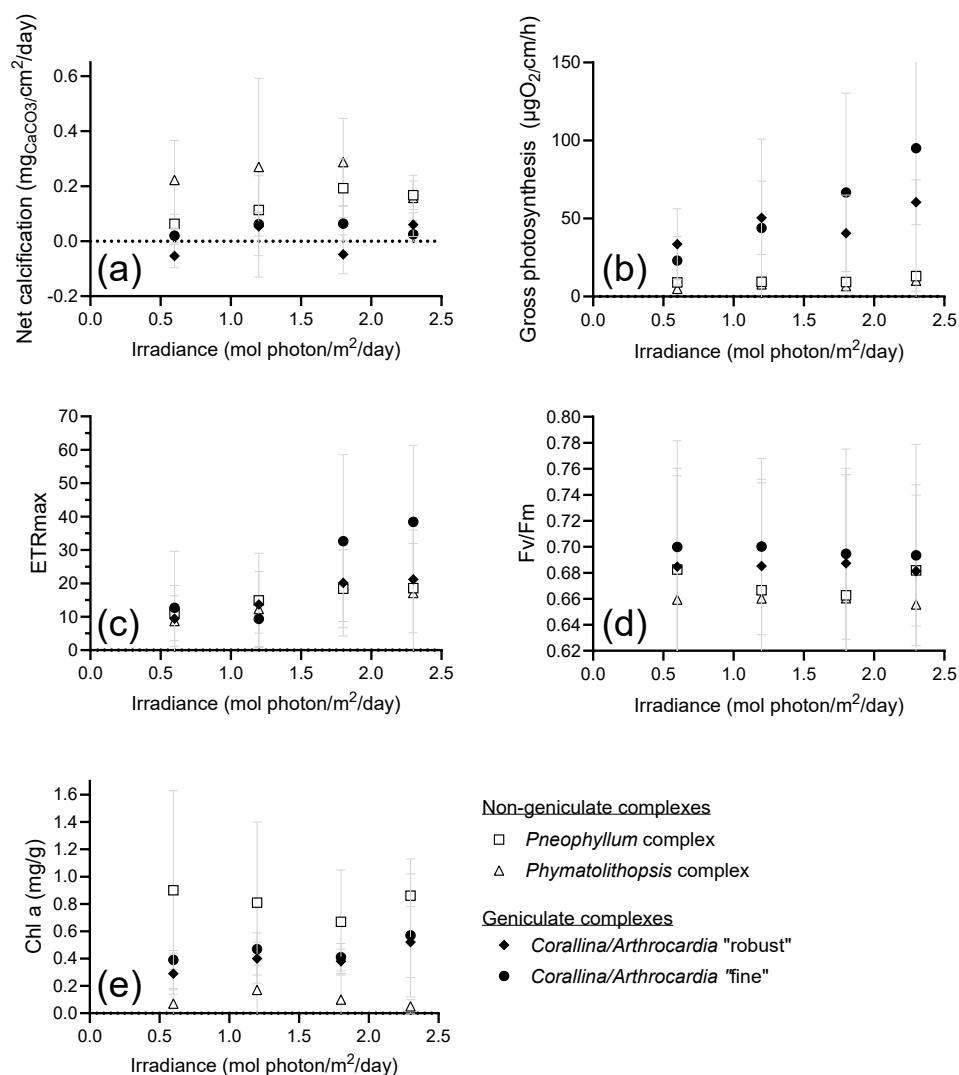 Net calcification (mgCaCO3/cm²/day)
0.6
0.4
0.2
0.0
-0.2
(a)
0.0 0.5 1.0 1.5 2.0 2.5
Irradiance (mol photon/m²/day)
Gross photosynthesis (µgO₂/cm/h)
150
100
50
0
(b)
0.0 0.5 1.0 1.5 2.0 2.5
Irradiance (mol photon/m²/day)
ETRmax
70
60
50
40
30
20
10
0
(c)
0.0 0.5 1.0 1.5 2.0 2.5
Irradiance (mol photon/m²/day)
Fv/Fm
0.80
0.78
0.76
0.74
0.72
0.70
0.68
0.66
0.64
0.62
(d)
0.0 0.5 1.0 1.5 2.0 2.5
Irradiance (mol photon/m²/day)
Chl a (mg/g)
1.6
1.4
1.2
1.0
0.8
0.6
0.4
0.2
0.0
(e)
0.0 0.5 1.0 1.5 2.0 2.5
Irradiance (mol photon/m²/day)
Non-geniculate complexes
Pneophyllum complex
Phymatolithopsis complex
Geniculate complexes
Corallina/Arthrocardia "robust"
Corallina/Arthrocardia "fine"